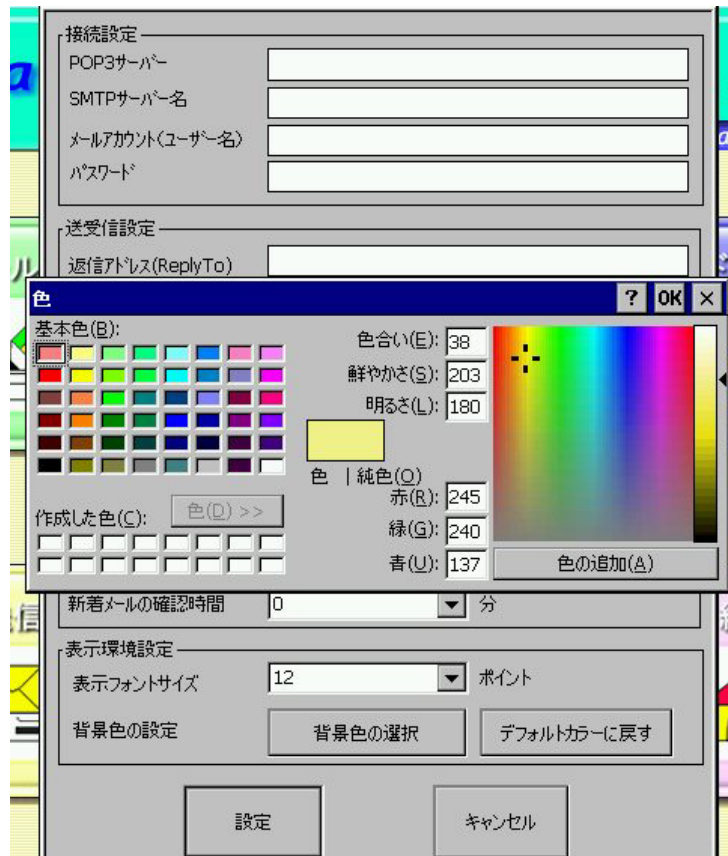 接続設定
POP3サーバー
SMTPサーバー名
メールアカウント(ユーザー名)
パスワード
送受信設定
返信アドレス(ReplyTo)
色 ? OK ×
基本色(B):
色合い(E): 38
鮮やかさ(S): 203
明るさ(L): 180
色 | 純色(O)
赤(R): 245
作成した色(C): 色(D) >>
緑(G): 240
青(U): 137
色の追加(A)
新着メールの確認時間 0 分
表示環境設定
表示フォントサイズ 12 ポイント
背景色の設定 背景色の選択 デフォルトカラーに戻す
設定 キャンセル